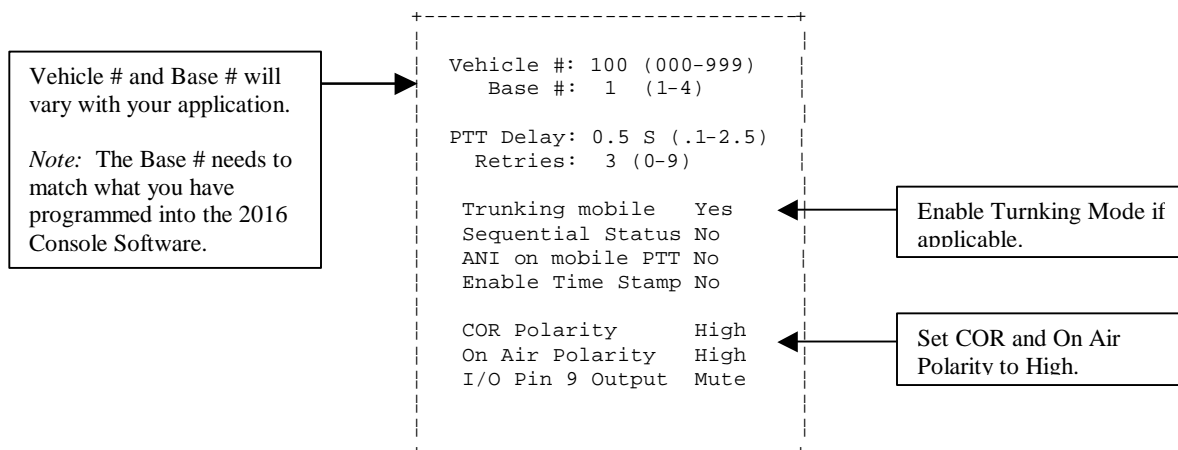 Vehicle # and Base # will
vary with your application.
Note: The Base # needs to
match what you have
programmed into the 2016
Console Software.
Vehicle #: 100 (000-999)
Base #: 1 (1-4)
PTT Delay: 0.5 S (.1-2.5)
Retries: 3 (0-9)
Trunking mobile Yes
Sequential Status No
ANI on mobile PTT No
Enable Time Stamp No
COR Polarity High
On Air Polarity High
I/O Pin 9 Output Mute
Enable Turnking Mode if
applicable.
Set COR and On Air
Polarity to High.